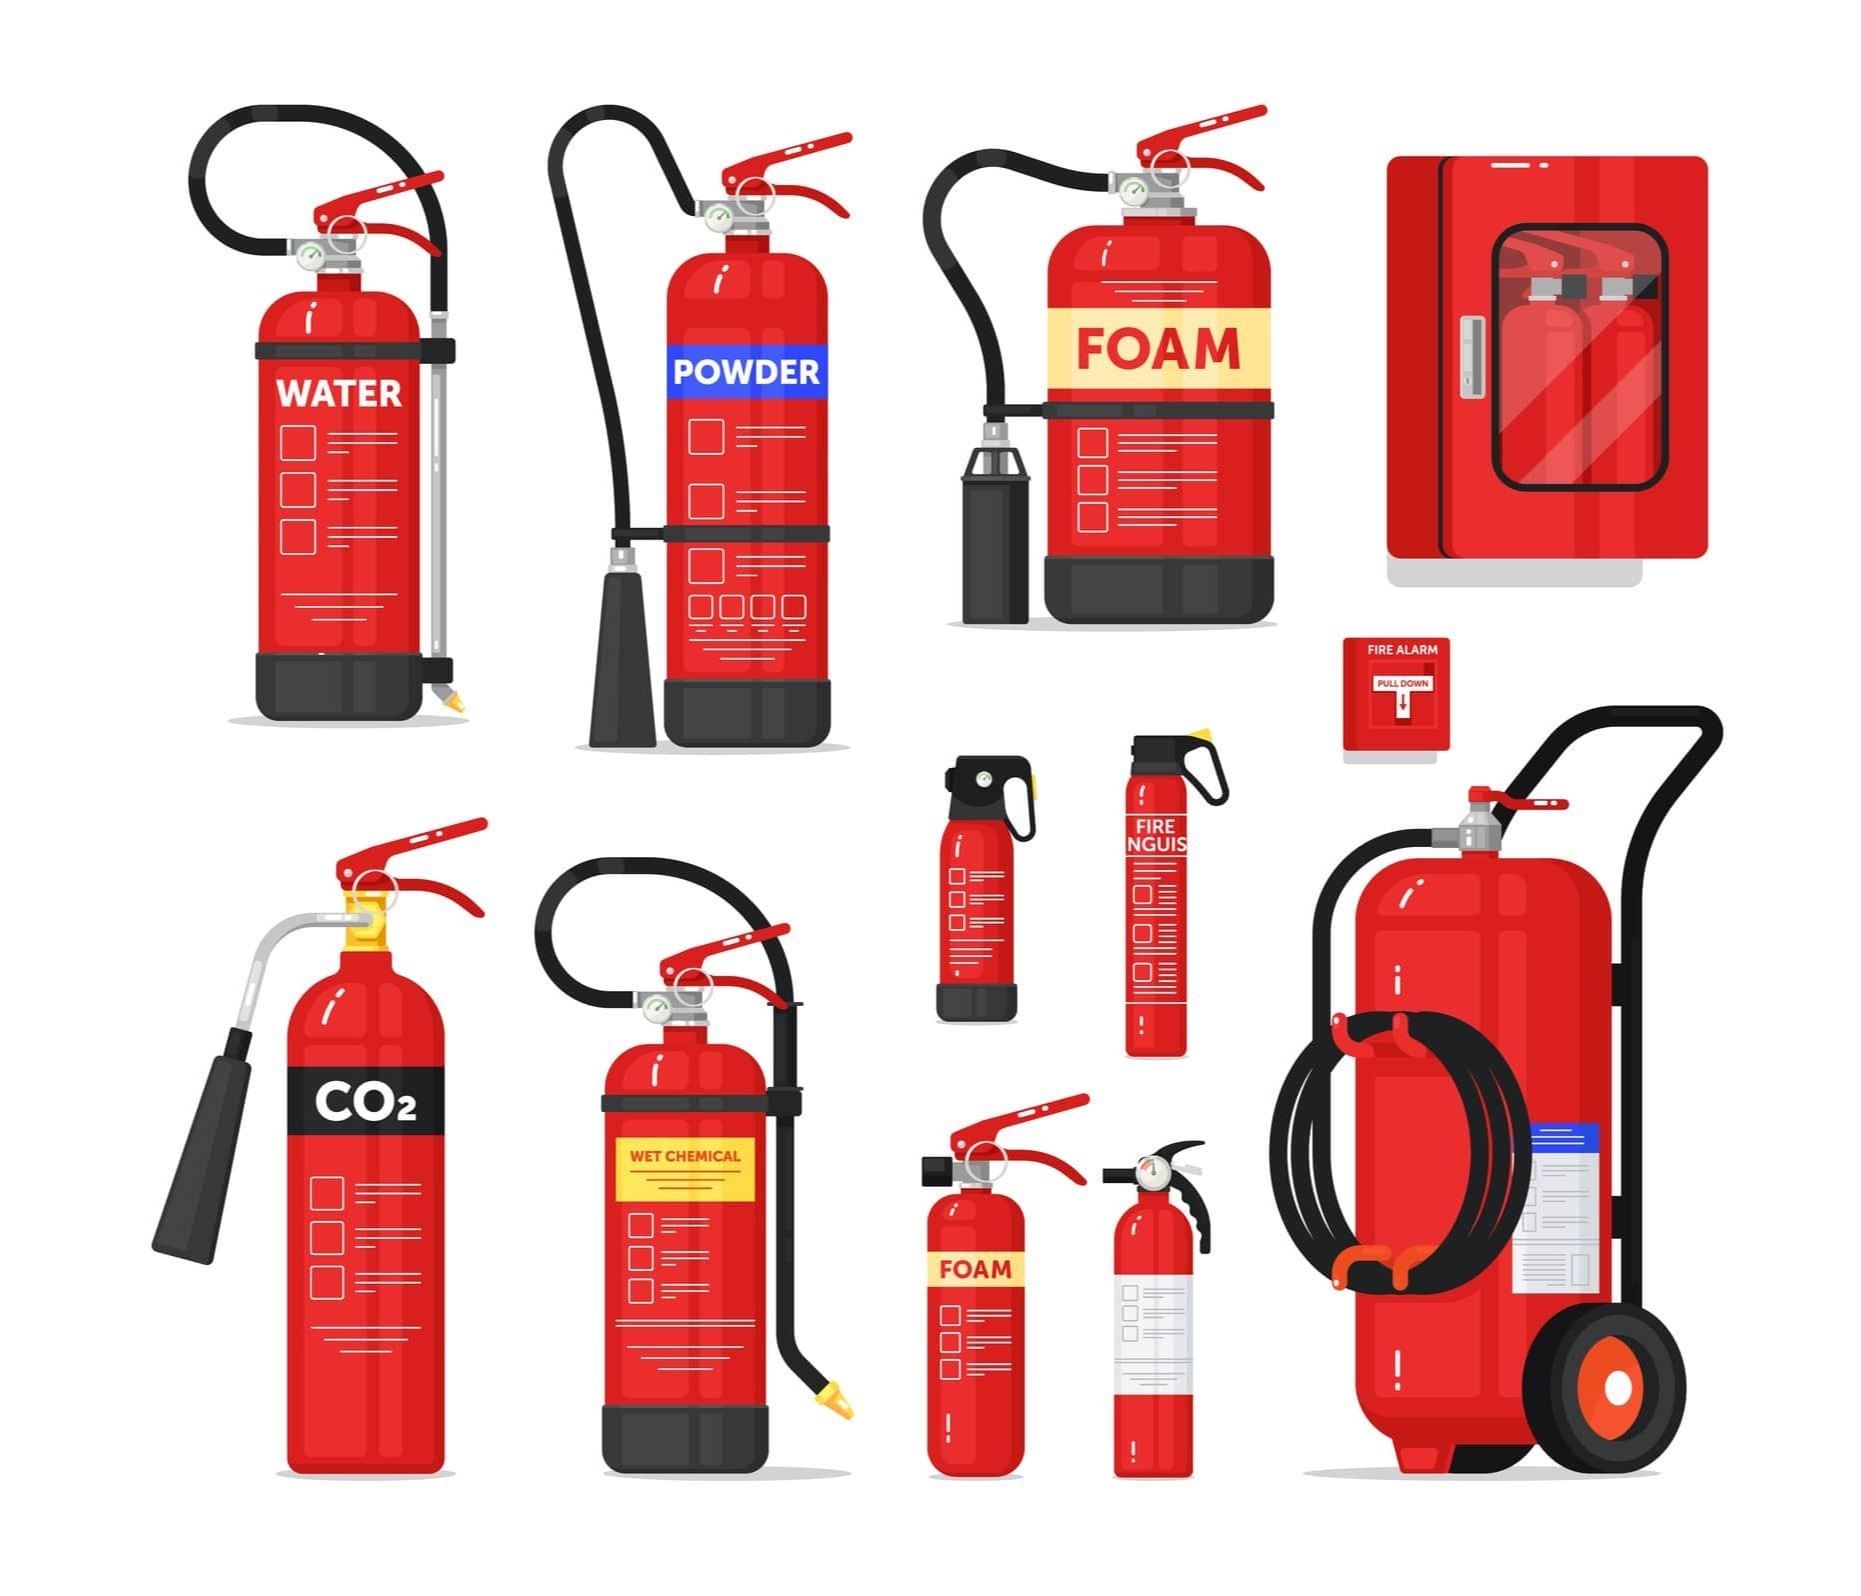 WATER
POWDER
FOAM
FIRE ALARM
PULL DOWN
FIRE
NGUIS
CO₂
WET CHEMICAL
FOAM